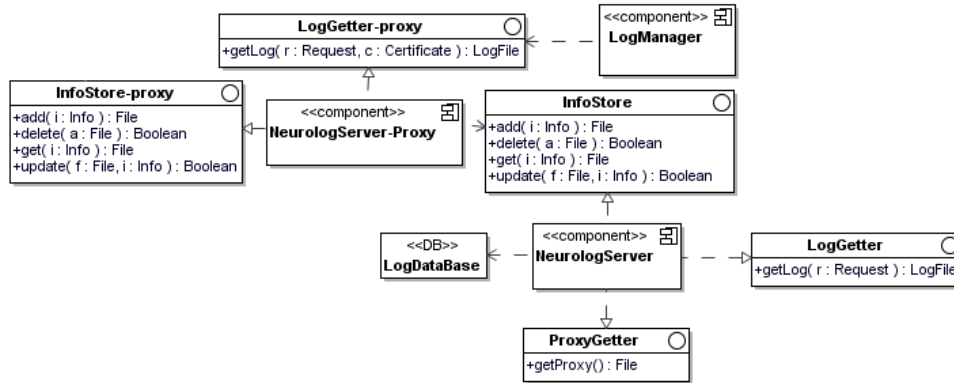 LogGetter-proxy
+getLog( r : Request, c : Certificate ) : LogFile
<<component>>
LogManager
InfoStore-proxy
+add( i : Info ) : File
+delete( a : File ) : Boolean
+get( i : Info ) : File
+update( f : File, i : Info ) : Boolean
<<component>>
NeurologServer-Proxy
InfoStore
+add( i : Info ) : File
+delete( a : File ) : Boolean
+get( i : Info ) : File
+update( f : File, i : Info ) : Boolean
<<DB>>
LogDataBase
<<component>>
NeurologServer
LogGetter
+getLog( r : Request ) : LogFile
ProxyGetter
+getProxy() : File